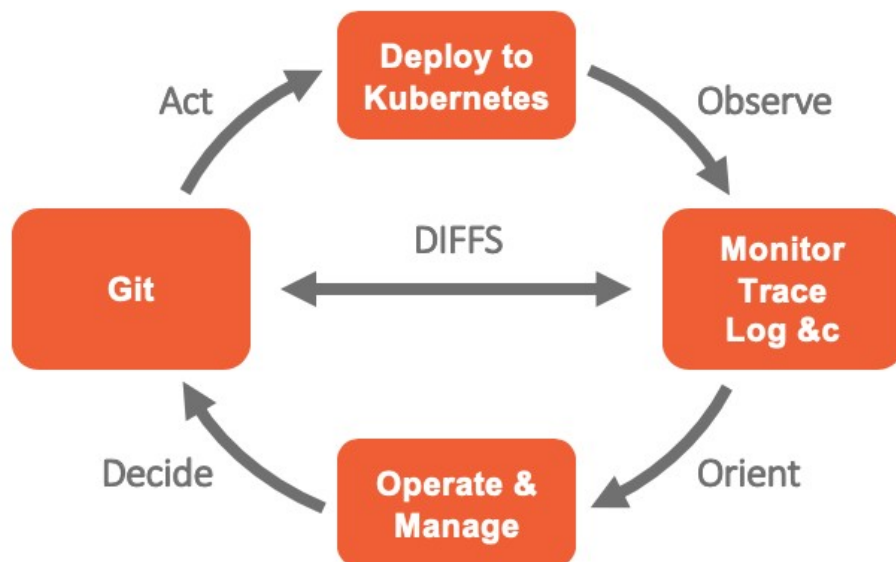 Deploy to
Kubernetes
Act
Observe
DIFFS
Git
Monitor
Trace
Log &c
Decide
Orient
Operate &
Manage